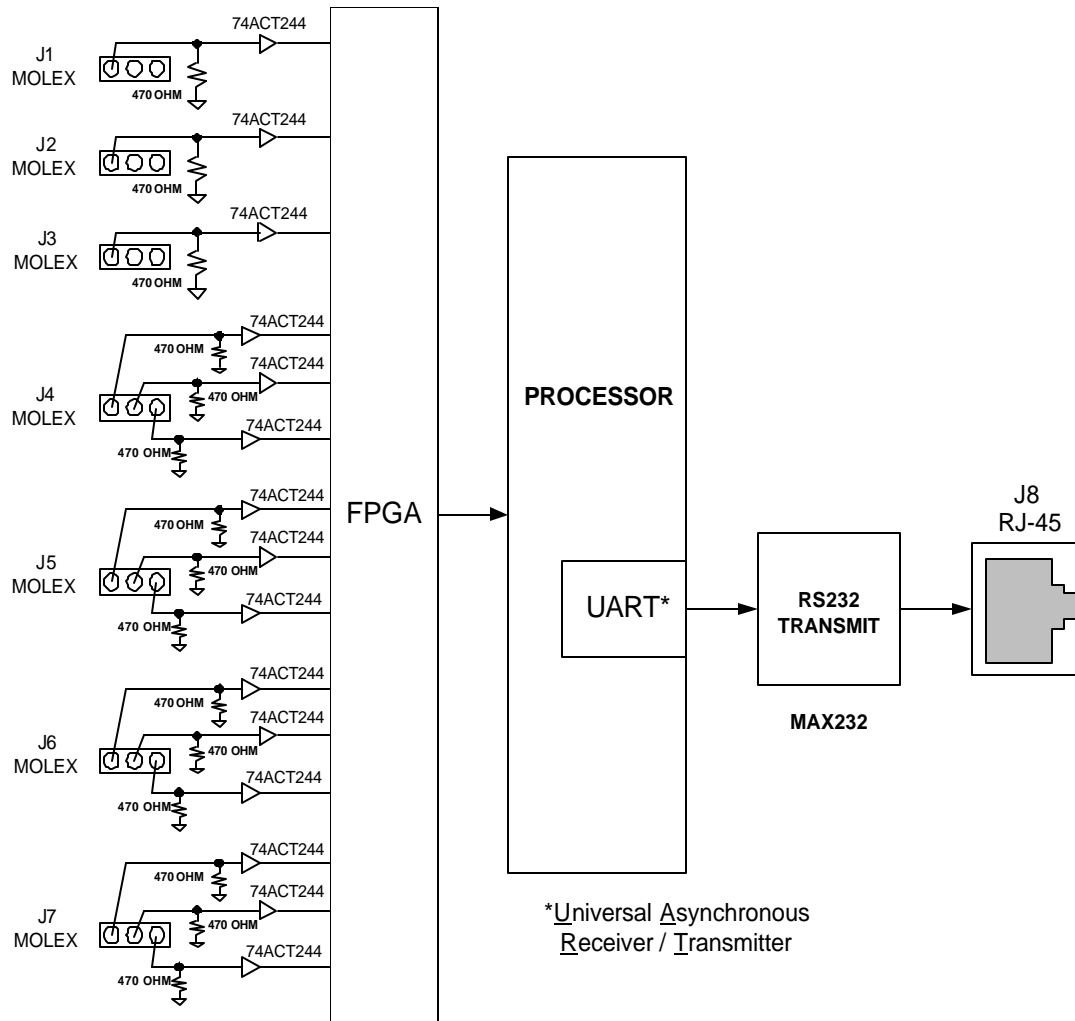 74ACT244
J1
MOLEX
470 OHM
74ACT244
J2
MOLEX
470 OHM
74ACT244
J3
MOLEX
470 OHM
74ACT244
470 OHM
74ACT244
J4
MOLEX
470 OHM
74ACT244
470 OHM
74ACT244
470 OHM
74ACT244
J5
MOLEX
470 OHM
74ACT244
470 OHM
74ACT244
470 OHM
74ACT244
J6
MOLEX
470 OHM
74ACT244
470 OHM
74ACT244
470 OHM
74ACT244
J7
MOLEX
470 OHM
74ACT244
470 OHM
FPGA
PROCESSOR
UART*
RS232
TRANSMIT
MAX232
J8
RJ-45
*Universal Asynchronous
Receiver / Transmitter